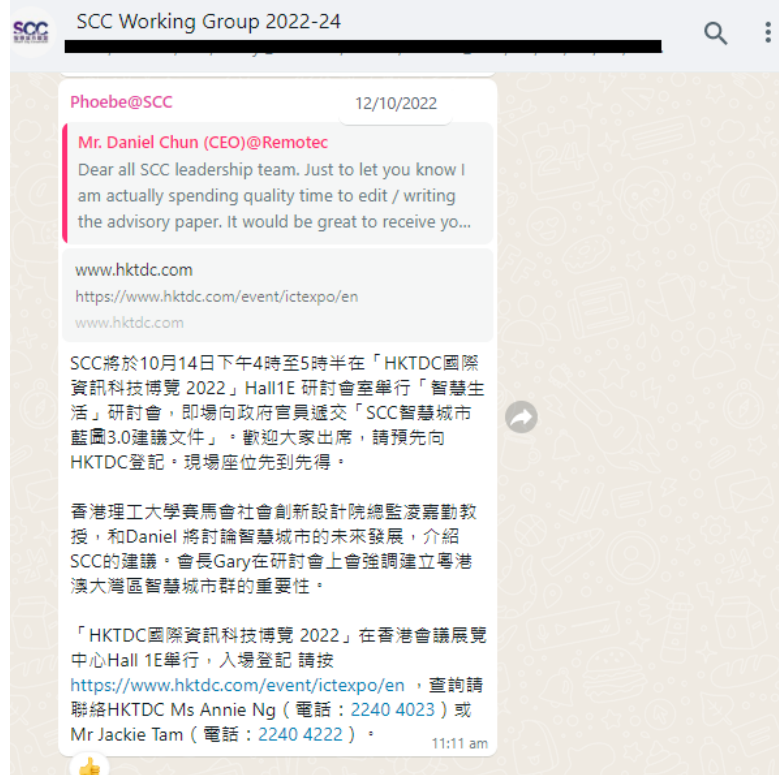 SCC
SCC Working Group 2022-24
Phoebe@SCC
12/10/2022
Mr. Daniel Chun (CEO)@Remotec
Dear all SCC leadership team. Just to let you know I
am actually spending quality time to edit / writing
the advisory paper. It would be great to receive yo...
www.hktdc.com
https://www.hktdc.com/event/ictexpo/en
www.hktdc.com
SCC將於10月14日下午4時至5時半在「HKTDC國際
資訊科技博覽 2022」Hall1E 研討會室舉行「智慧生
活」研討會，即場向政府官員遞交「SCC智慧城市
藍圖3.0建議文件」。歡迎大家出席，請預先向
HKTDC登記。現場座位先到先得。
香港理工大學賽馬會社會創新設計院總監凌嘉勤教
授，和Daniel 將討論智慧城市的未來發展，介紹
SCC的建議。會長Gary在研討會上會強調建立粵港
澳大灣區智慧城市群的重要性。
「HKTDC國際資訊科技博覽 2022」在香港會議展覽
中心Hall 1E舉行，入場登記 請按
https://www.hktdc.com/event/ictexpo/en ，查詢請
聯絡HKTDC Ms Annie Ng（電話：2240 4023）或
Mr Jackie Tam（電話：2240 4222）。
11:11 am